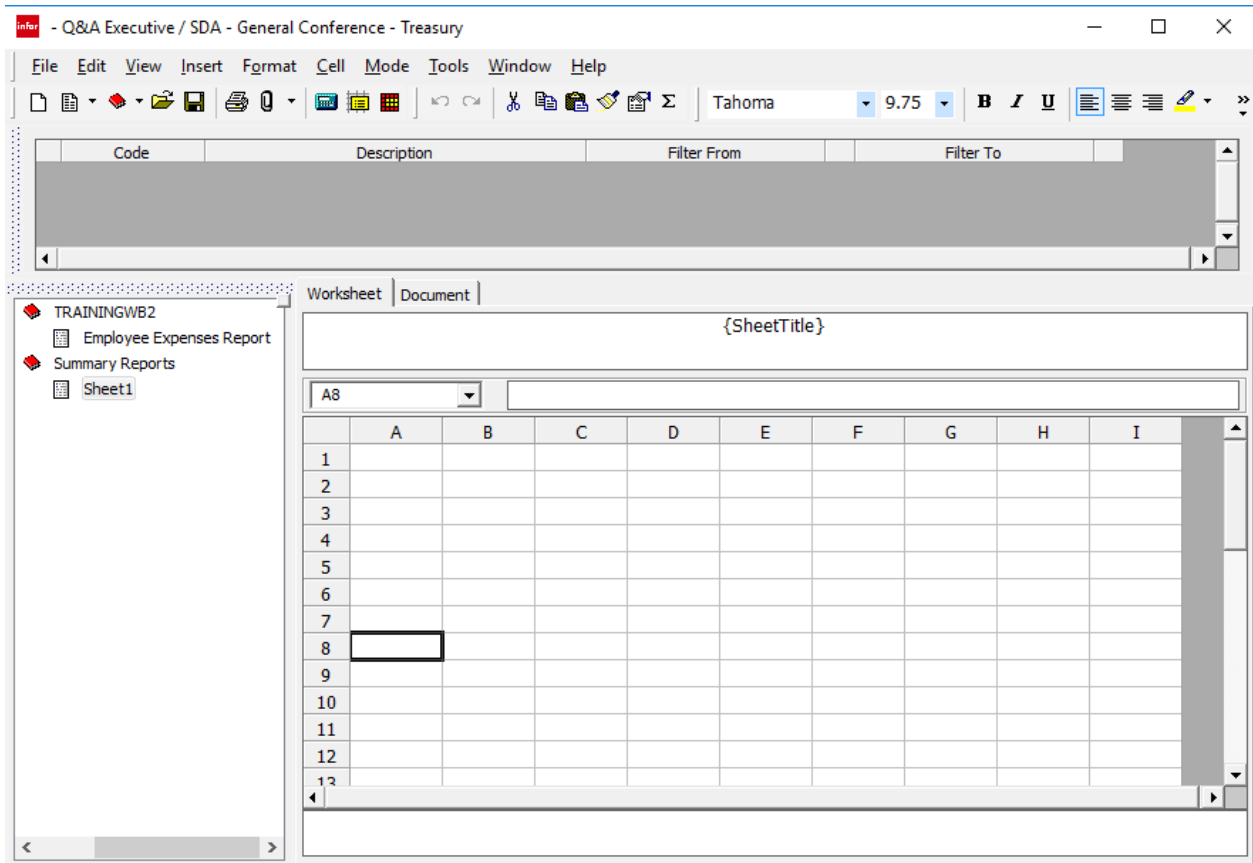 infor - Q&A Executive / SDA - General Conference - Treasury
File Edit View Insert Format Cell Mode Tools Window Help
Σ Tahoma 9.75 B I U »
Code Description Filter From Filter To
TRAININGWB2
Employee Expenses Report
Summary Reports
Sheet1
Worksheet Document
{SheetTitle}
A8
A B C D E F G H I
1
2
3
4
5
6
7
8
9
10
11
12
13